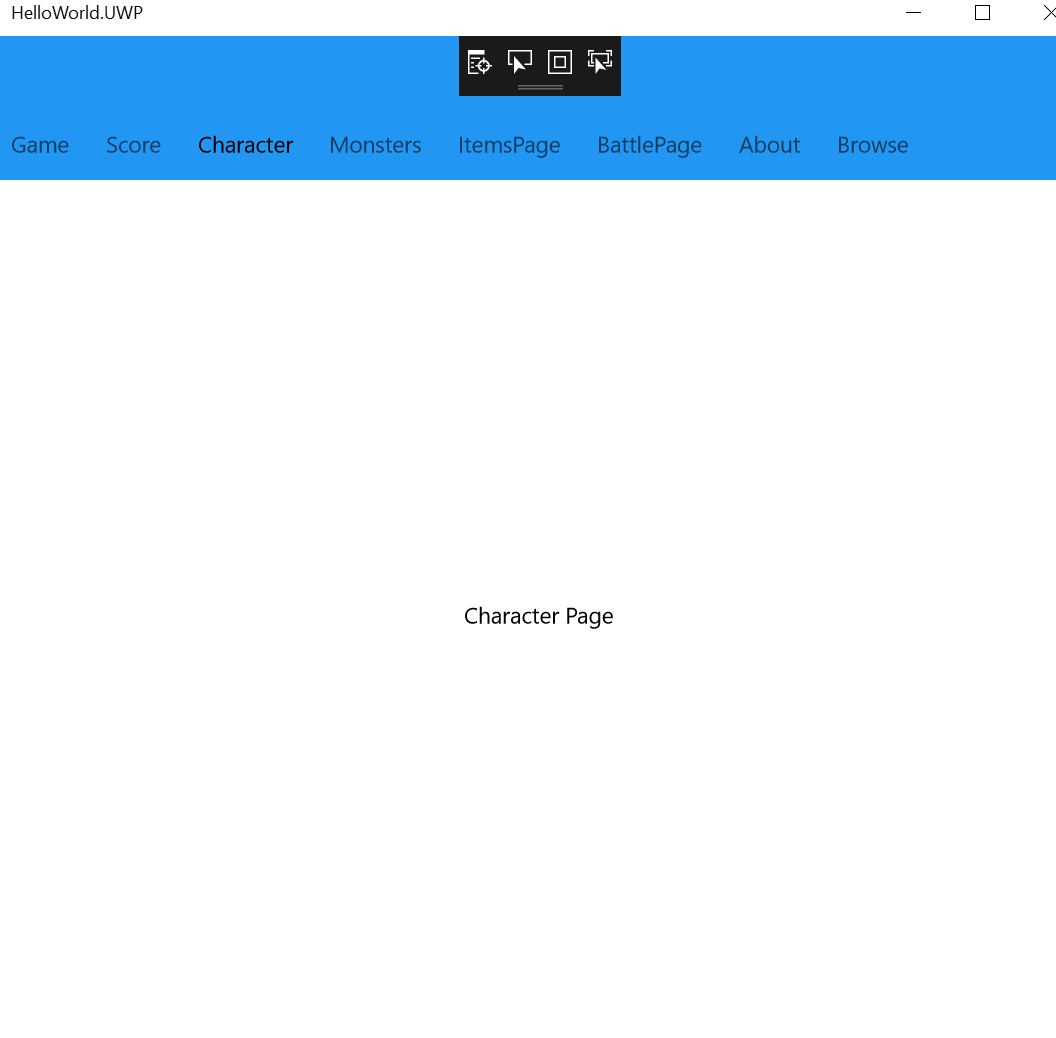 HelloWorld.UWP
Game Score Character Monsters ItemsPage BattlePage About Browse
Character Page